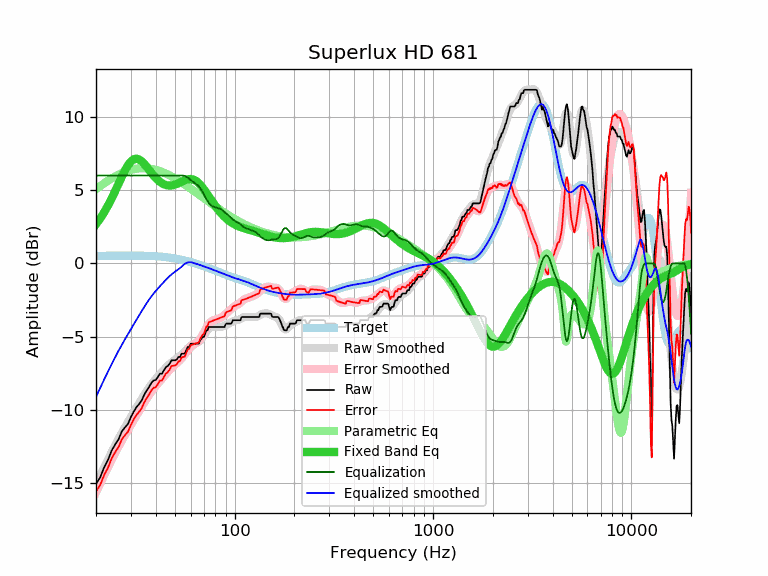 Superlux HD 681
Amplitude (dBr)
10
5
0
−5
−10
−15
100
1000
10000
Frequency (Hz)
Target
Raw Smoothed
Error Smoothed
Raw
Error
Parametric Eq
Fixed Band Eq
Equalization
Equalized smoothed